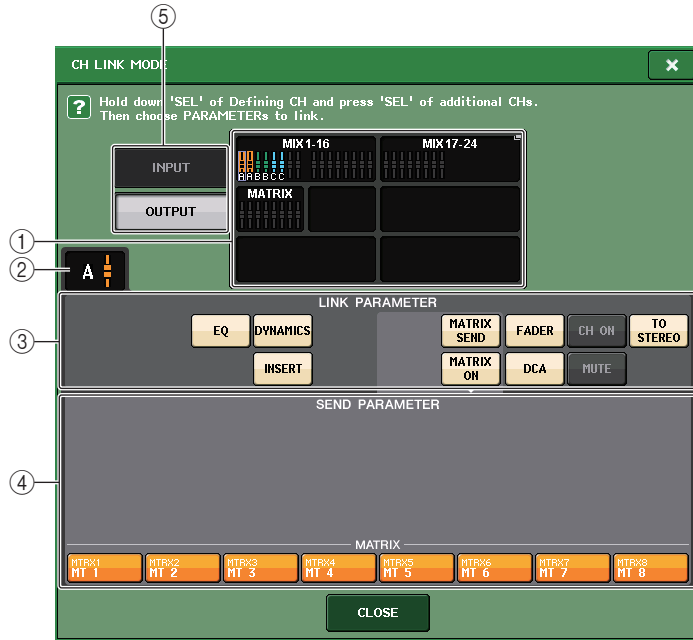 5
CH LINK MODE
×
? Hold down 'SEL' of Defining CH and press 'SEL' of additional CHs.
Then choose PARAMETERs to link.
INPUT
OUTPUT
MIX1-16
MIX17-24
AABBCC
MATRIX
1
2
A
LINK PARAMETER
3
EQ
DYNAMICS
MATRIX SEND
FADER
CH ON
TO STEREO
INSERT
MATRIX ON
DCA
MUTE
SEND PARAMETER
4
MATRIX
MTRX1
MT 1
MTRX2
MT 2
MTRX3
MT 3
MTRX4
MT 4
MTRX5
MT 5
MTRX6
MT 6
MTRX7
MT 7
MTRX8
MT 8
CLOSE